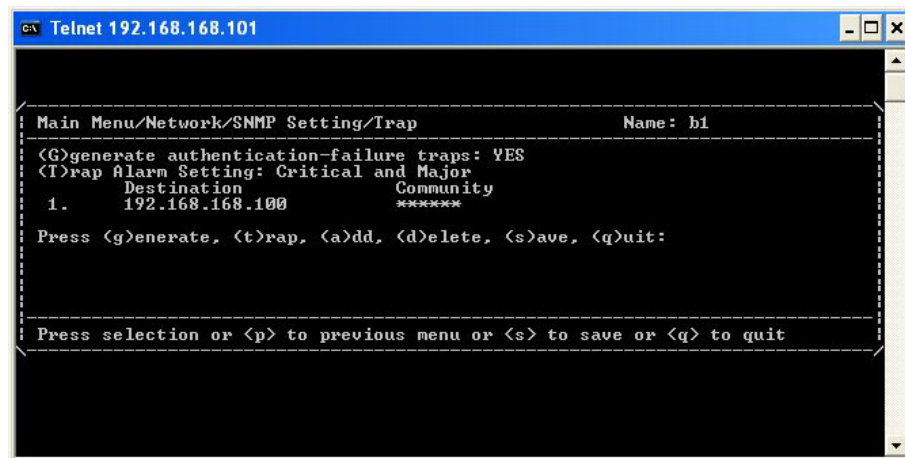 Telnet 192.168.168.101
Main Menu/Network/SNMP Setting/Trap Name: b1
(G)generate authentication-failure traps: YES
(T)rap Alarm Setting: Critical and Major
Destination Community
1. 192.168.168.100 ******
Press (g)enerate, (t)rap, (a)dd, (d)elete, (s)ave, (q)uit:
Press selection or <p> to previous menu or <s> to save or <q> to quit